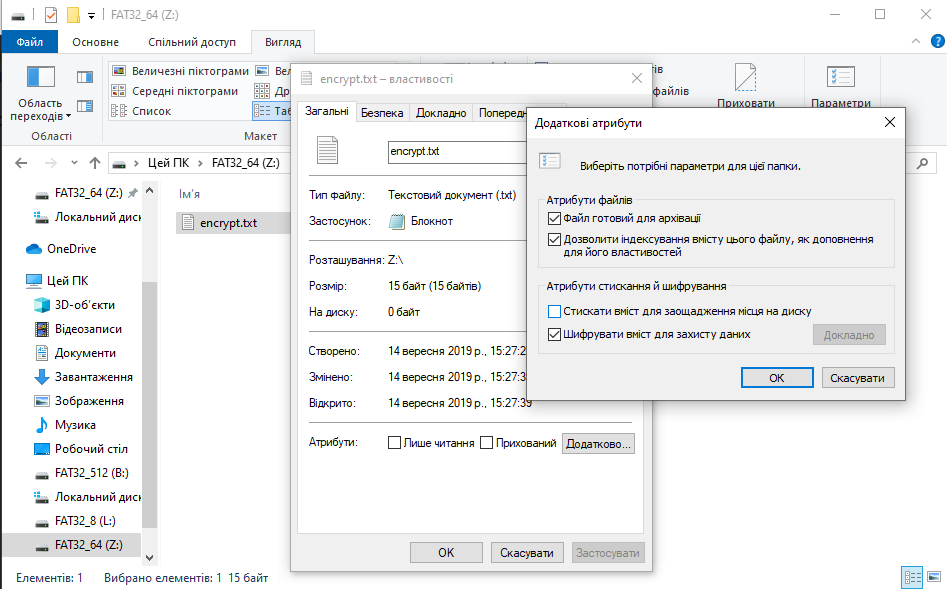 FAT32_64 (Z:)
Файл
Основне
Спільний доступ
Вигляд
Область
переходів
Області
Величезні піктограми
Середні піктограми
Список
Макет
файлів
Приховати
Параметри
Цей ПК
FAT32_64 (Z:)
FAT32_64 (Z:)
Локальний диск
OneDrive
Цей ПК
3D-об'єкти
Відеозаписи
Документи
Завантаження
Зображення
Музика
Робочий стіл
FAT32_512 (B:)
Локальний диск
FAT32_8 (L:)
FAT32_64 (Z:)
Ім'я
encrypt.txt
Елементів: 1
Вибрано елементів: 1 15 байт
encrypt.txt – властивості
Загальні
Безпека
Докладно
Попередн
encrypt.txt
Тип файлу: Текстовий документ (.txt)
Застосунок: Блокнот
Розташування: Z:\
Розмір: 15 байт (15 байтів)
На диску: 0 байт
Створено: 14 вересня 2019 р., 15:27:2
Змінено: 14 вересня 2019 р., 15:27:3
Відкрито: 14 вересня 2019 р., 15:27:39
Атрибути: Лише читання Прихований Додатково...
OK
Скасувати
Застосувати
Додаткові атрибути
Виберіть потрібні параметри для цієї папки.
Атрибути файлів
Файл готовий для архівації
Дозволити індексування вмісту цього файлу, як доповнення
для його властивостей
Атрибути стискання й шифрування
Стискати вміст для заощадження місця на диску
Шифрувати вміст для захисту даних
Докладно
OK
Скасувати